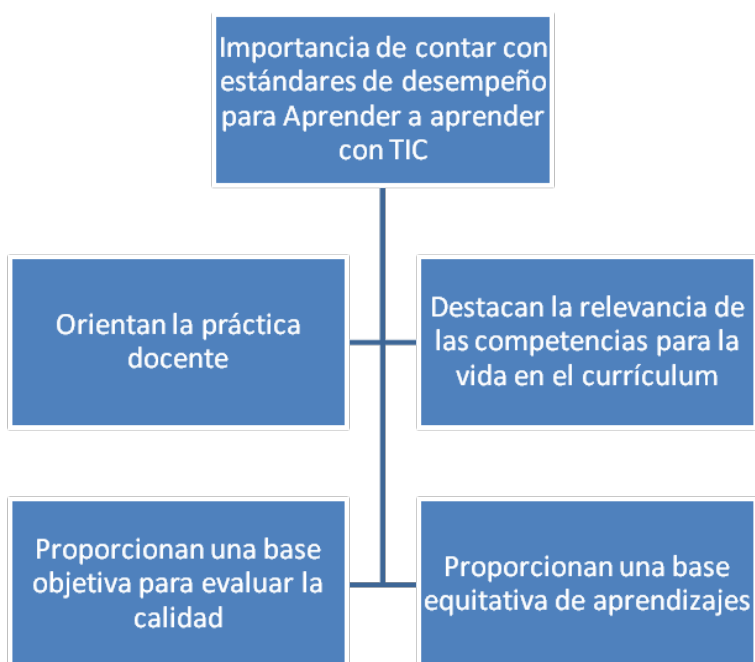 Importancia de contar con
estándares de desempeño
para Aprender a aprender
con TIC
Orientan la práctica
docente
Destacan la relevancia de
las competencias para la
vida en el currículum
Proporcionan una base
objetiva para evaluar la
calidad
Proporcionan una base
equitativa de aprendizajes